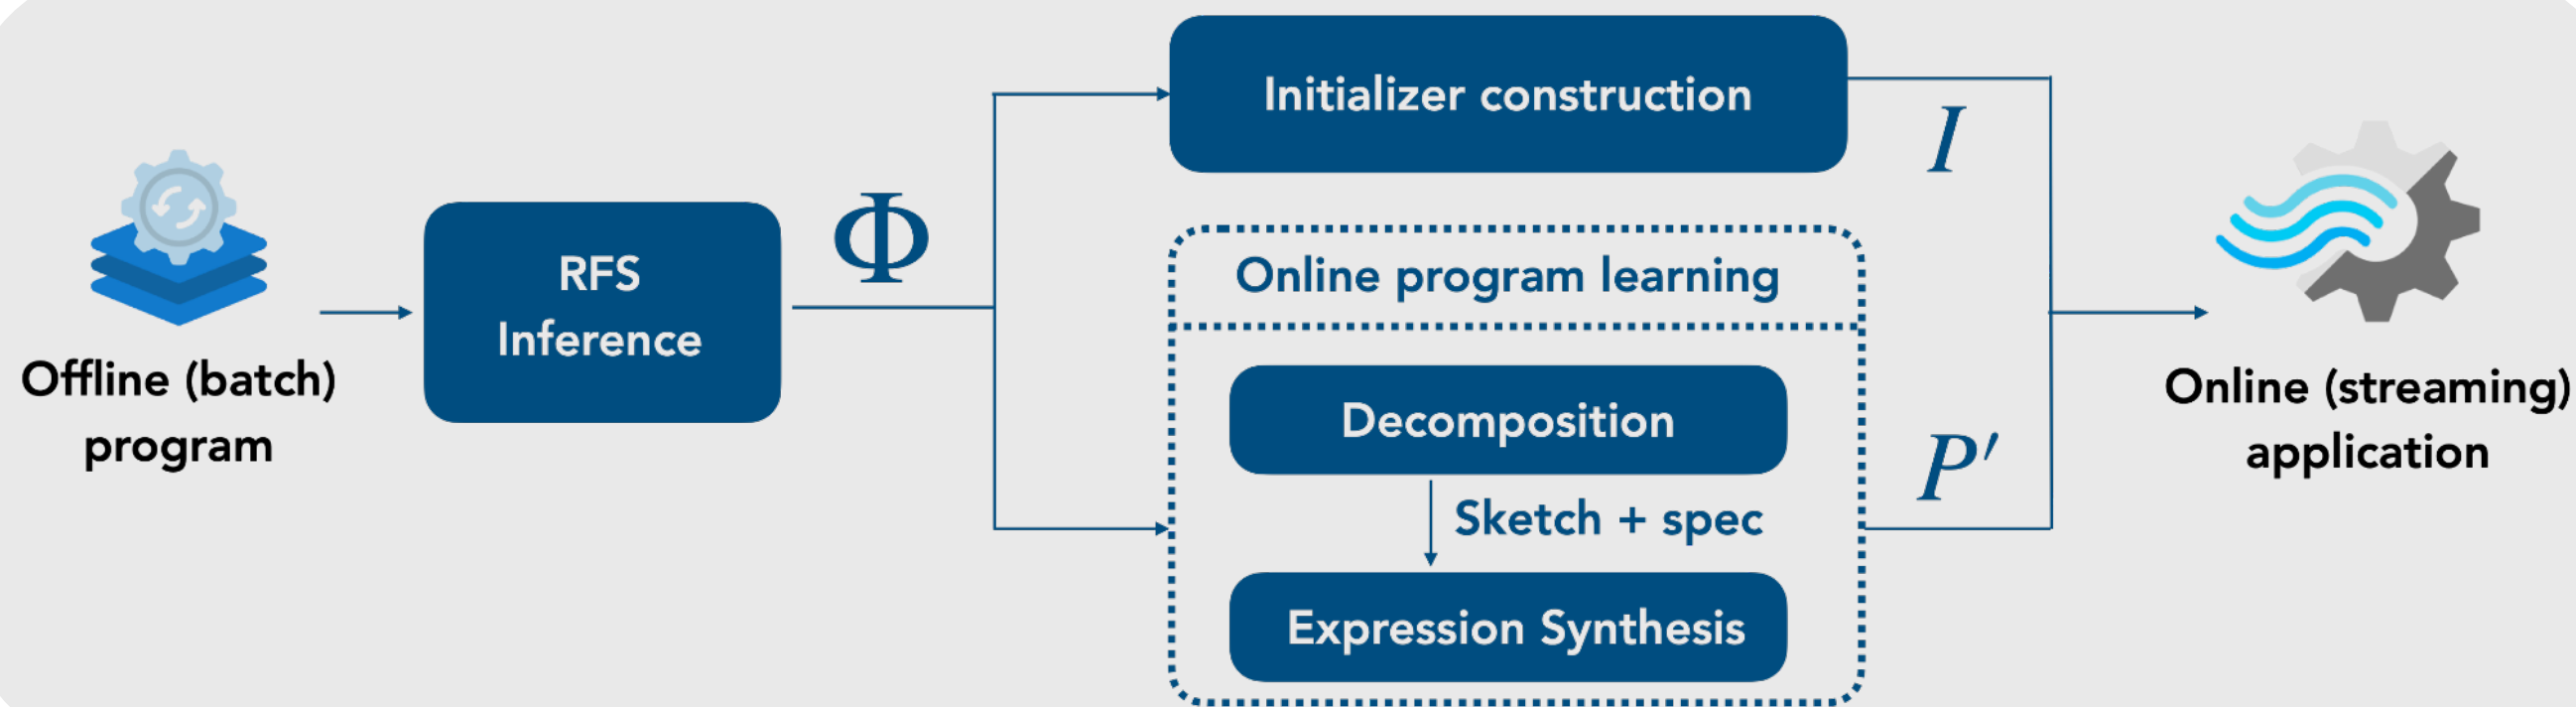 Offline (batch)
program
RFS
Inference
Φ
Initializer construction
I
Online program learning
Decomposition
Sketch + spec
Expression Synthesis
P′
Online (streaming)
application